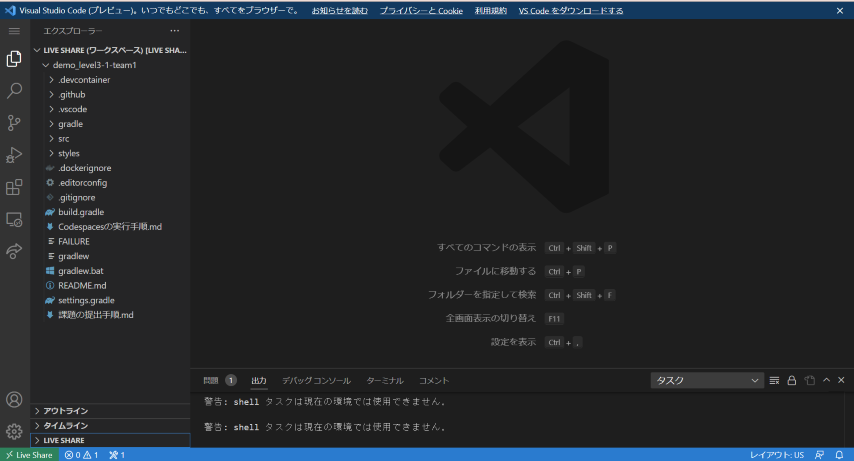 Visual Studio Code (プレビュー)。いつでもどこでも、すべてをブラウザーで。 お知らせを読む プライバシーと Cookie 利用規約 VS Code をダウンロードする
エクスプローラー
LIVE SHARE (ワークスペース) [LIVE SHA...
demo_level3-1-team1
.devcontainer
.github
.vscode
gradle
src
styles
.dockerignore
.editorconfig
.gitignore
build.gradle
Codespacesの実行手順.md
FAILURE
gradlew
gradlew.bat
README.md
settings.gradle
課題の提出手順.md
アウトライン
タイムライン
LIVE SHARE
すべてのコマンドの表示 Ctrl + Shift + P
ファイルに移動する Ctrl + P
フォルダーを指定して検索 Ctrl + Shift + F
全画面表示の切り替え F11
設定を表示 Ctrl + ,
問題 1 出力 デバッグ コンソール ターミナル コメント タスク
警告: shell タスクは現在の環境では使用できません。
警告: shell タスクは現在の環境では使用できません。
Live Share 0 1 1 レイアウト: US